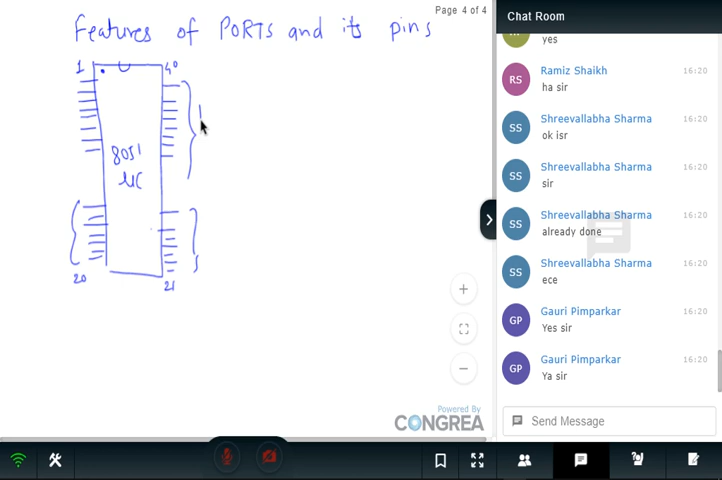 Page 4 of 4
Features of PORTs and its pins
1
40
8051
μC
20
21
Powered By
CONGREA
Chat Room
yes
RS
Ramiz Shaikh
16:20
ha sir
SS
Shreevallabha Sharma
16:20
ok isr
SS
Shreevallabha Sharma
16:20
sir
SS
Shreevallabha Sharma
16:20
already done
SS
Shreevallabha Sharma
16:20
ece
GP
Gauri Pimparkar
16:20
Yes sir
GP
Gauri Pimparkar
16:20
Ya sir
Send Message